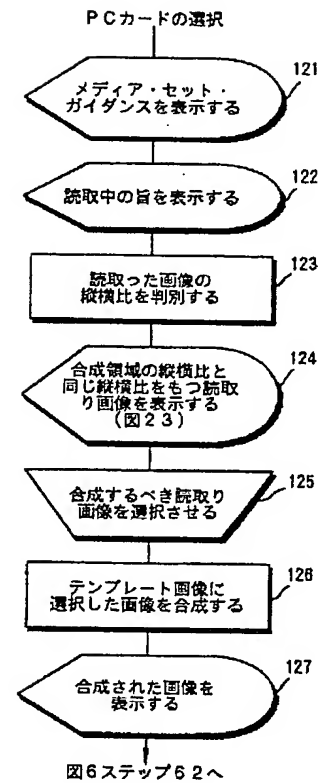 PCカードの選択
121
メディア・セット・
ガイダンスを表示する
122
読取中の旨を表示する
123
読取った画像の
縦横比を判別する
124
合成領域の縦横比と
同じ縦横比をもつ読取
り画像を表示する
(図23)
125
合成するべき読取り
画像を選択させる
126
テンプレート画像に
選択した画像を合成する
127
合成された画像を
表示する
図6ステップ62へ